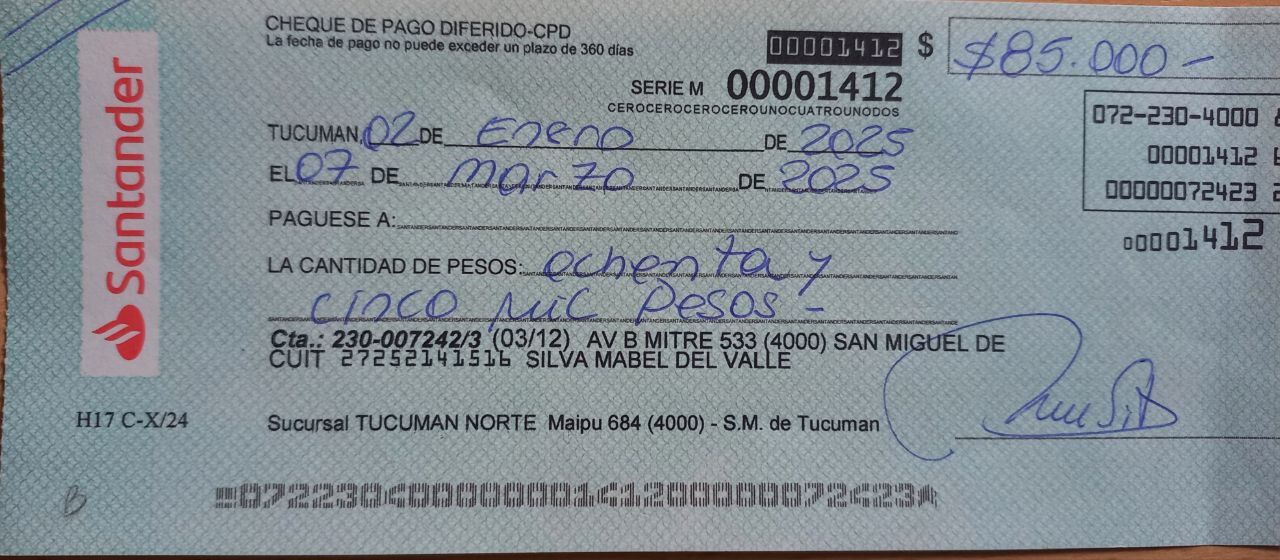 Santander
CHEQUE DE PAGO DIFERIDO-CPD
La fecha de pago no puede exceder un plazo de 360 días
00001412 $ $85.000 -
SERIE M 00001412
CEROCEROCEROCEROUNOCUATROUNODOS
072-230-4000
00001412
00000072423
00001412
TUCUMAN, 02 DE Enero DE 2025
EL 07 DE Marzo DE 2025
PAGUESE A:
LA CANTIDAD DE PESOS: ochenta y
cinco mil pesos -
Cta.: 230-007242/3 (03/12) AV B MITRE 533 (4000) SAN MIGUEL DE
CUIT 27252141516 SILVA MABEL DEL VALLE
H17 C-X/24
Sucursal TUCUMAN NORTE Maipu 684 (4000) - S.M. de Tucuman
B